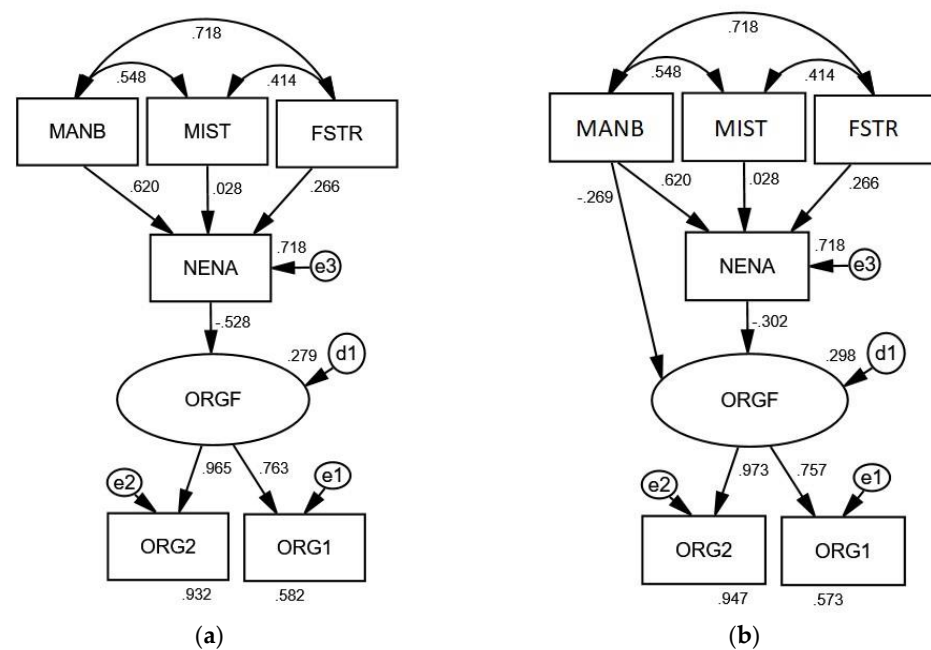 .718
.548
.414
MANB
MIST
FSTR
.620
.028
.266
.718
NENA
e3
-.528
.279
d1
ORGF
.965
.763
e2
e1
ORG2
ORG1
.932
.582
(a)
.718
.548
.414
MANB
MIST
FSTR
-.269
.620
.028
.266
.718
NENA
e3
-.302
.298
d1
ORGF
.973
.757
e2
e1
ORG2
ORG1
.947
.573
(b)